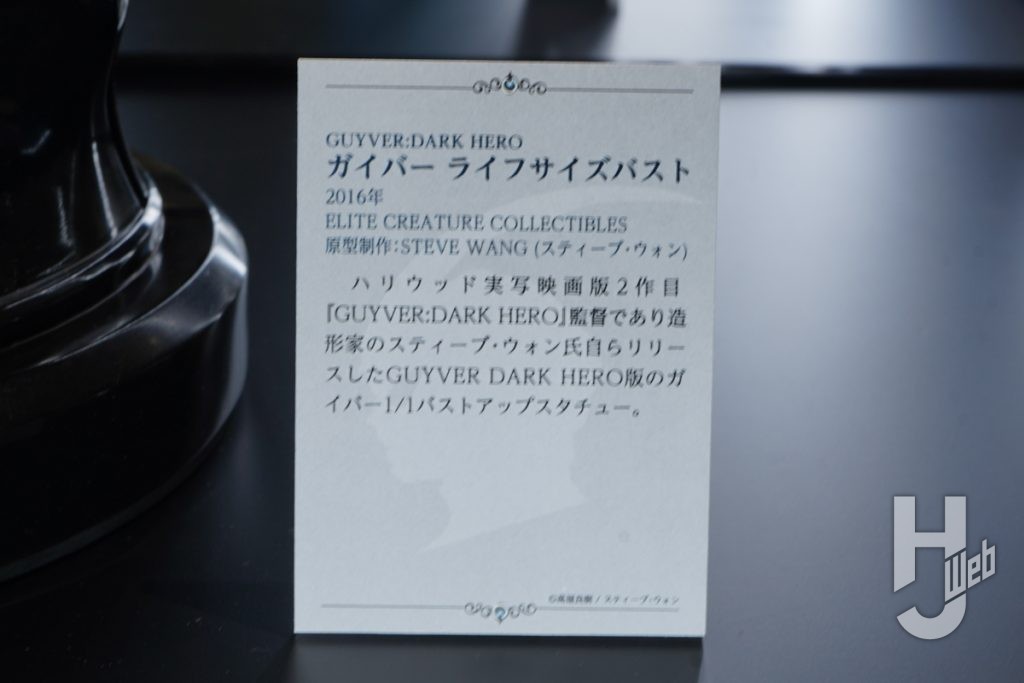 GUYVER:DARK HERO
ガイバー ライフサイズバスト
2016年
ELITE CREATURE COLLECTIBLES
原型制作:STEVE WANG (スティーブ・ウォン)
ハリウッド実写映画版2作目
『GUYVER:DARK HERO』監督であり造
形家のスティーブ・ウォン氏自らリリー
スしたGUYVER DARK HERO版のガ
イバー1/1バストアップスタチュー。
©高屋良樹 / スティーブ・ウォン
HJ Web